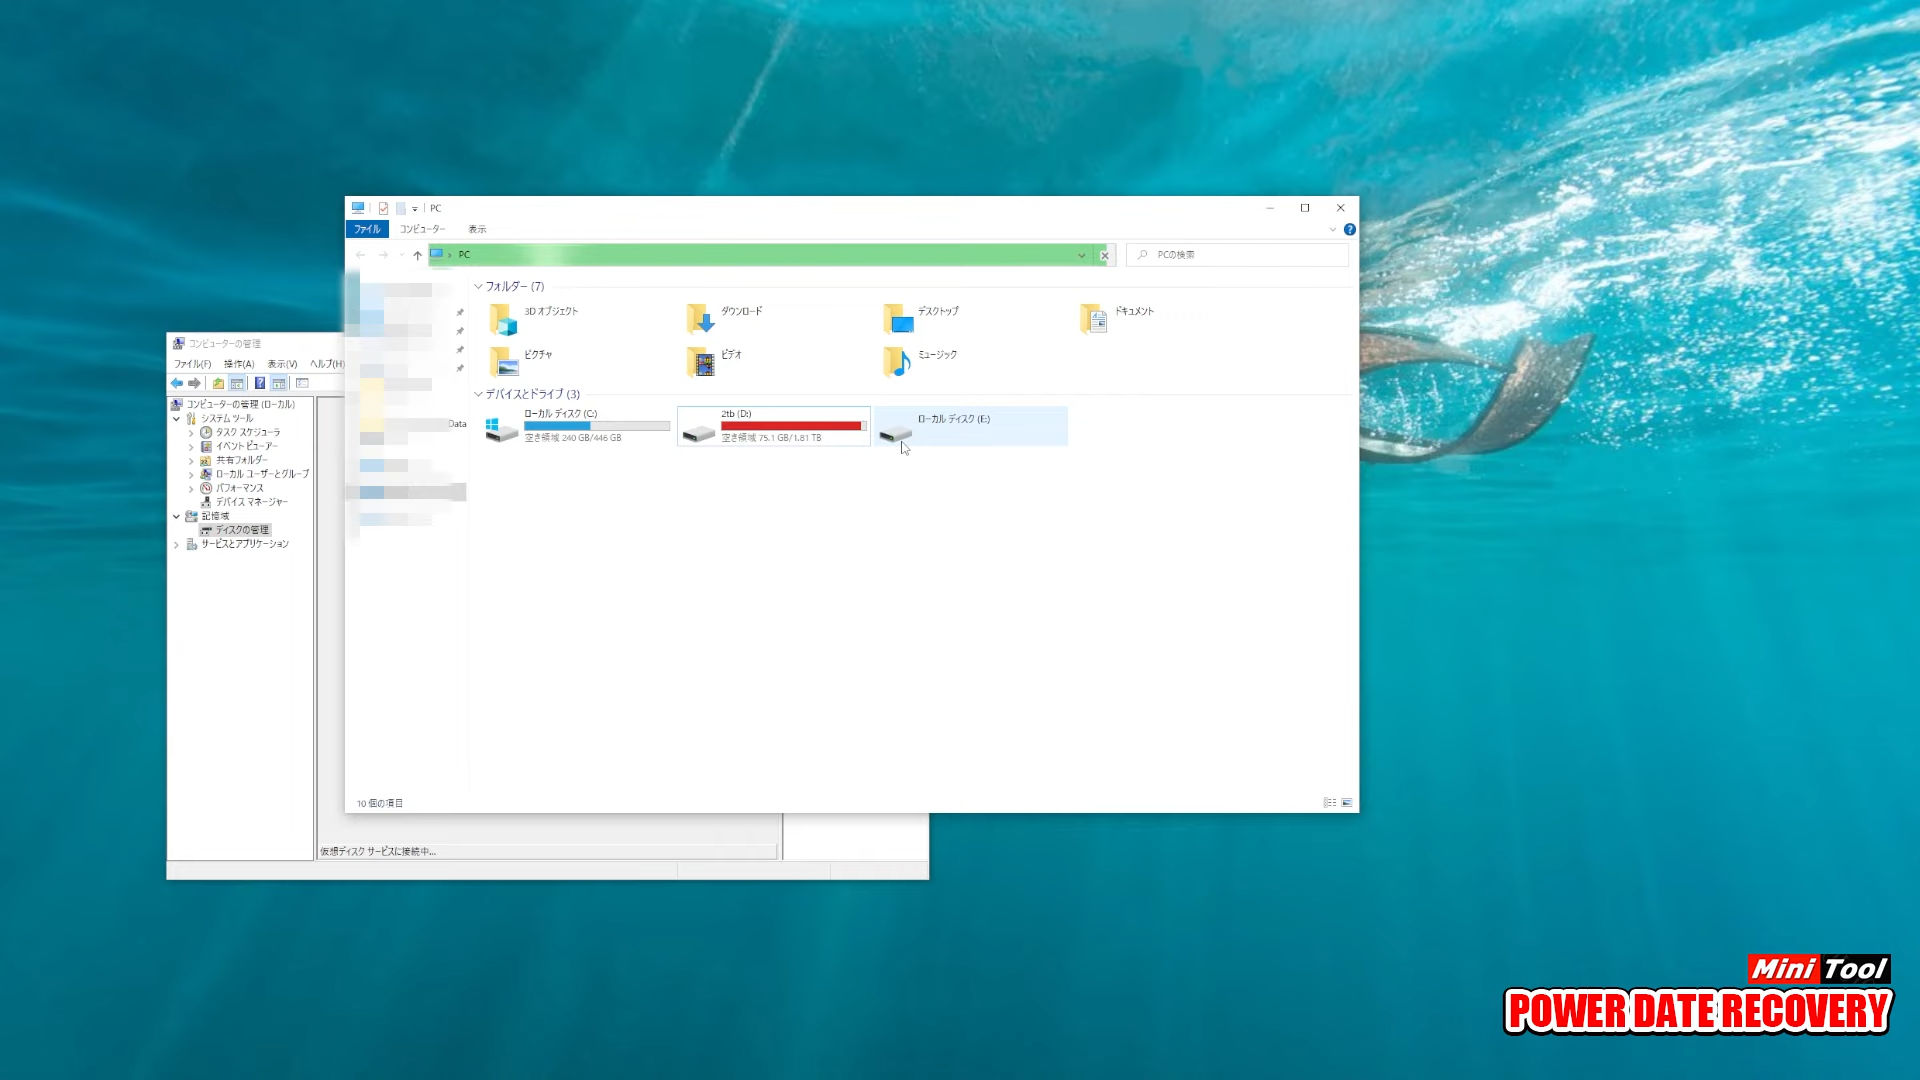 PC
ファイル
コンピューター
表示
PC
PCの検索
フォルダー (7)
3D オブジェクト
ダウンロード
デスクトップ
ドキュメント
ピクチャ
ビデオ
ミュージック
デバイスとドライブ (3)
ローカル ディスク (C:)
空き領域 240 GB/446 GB
2tb (D:)
空き領域 75.1 GB/1.81 TB
ローカル ディスク (E:)
Data
10 個の項目
コンピューターの管理
ファイル(F) 操作(A) 表示(V) ヘルプ(H)
コンピューターの管理 (ローカル)
システム ツール
タスク スケジューラ
イベント ビューアー
共有フォルダー
ローカル ユーザーとグループ
パフォーマンス
デバイス マネージャー
記憶域
ディスクの管理
サービスとアプリケーション
仮想ディスク サービスに接続中...
Mini Tool
POWER DATE RECOVERY